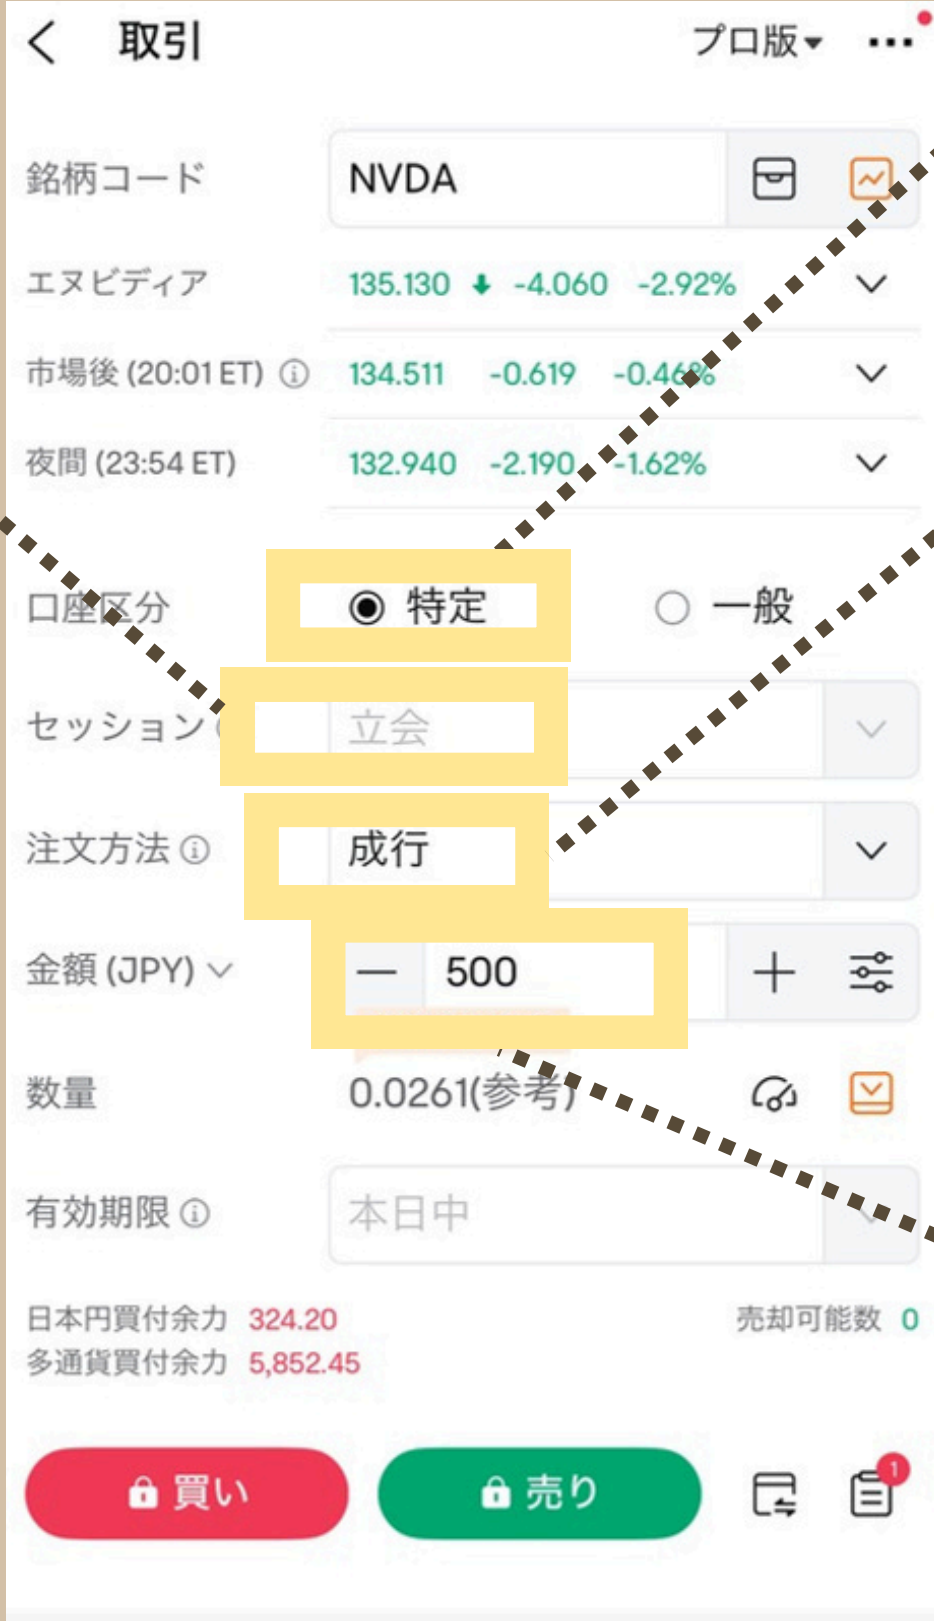 取引 プロ版
銘柄コード NVDA
エヌビディア 135.130 -4.060 -2.92%
市場後 (20:01 ET) 134.511 -0.619 -0.46%
夜間 (23:54 ET) 132.940 -2.190 -1.62%
口座区分 特定 一般
セッション 立会
注文方法 成行
金額 (JPY) 500
数量 0.0261(参考)
有効期限 本日中
日本円買付余力 324.20 売却可能数 0
多通貨買付余力 5,852.45
買い 売り 1